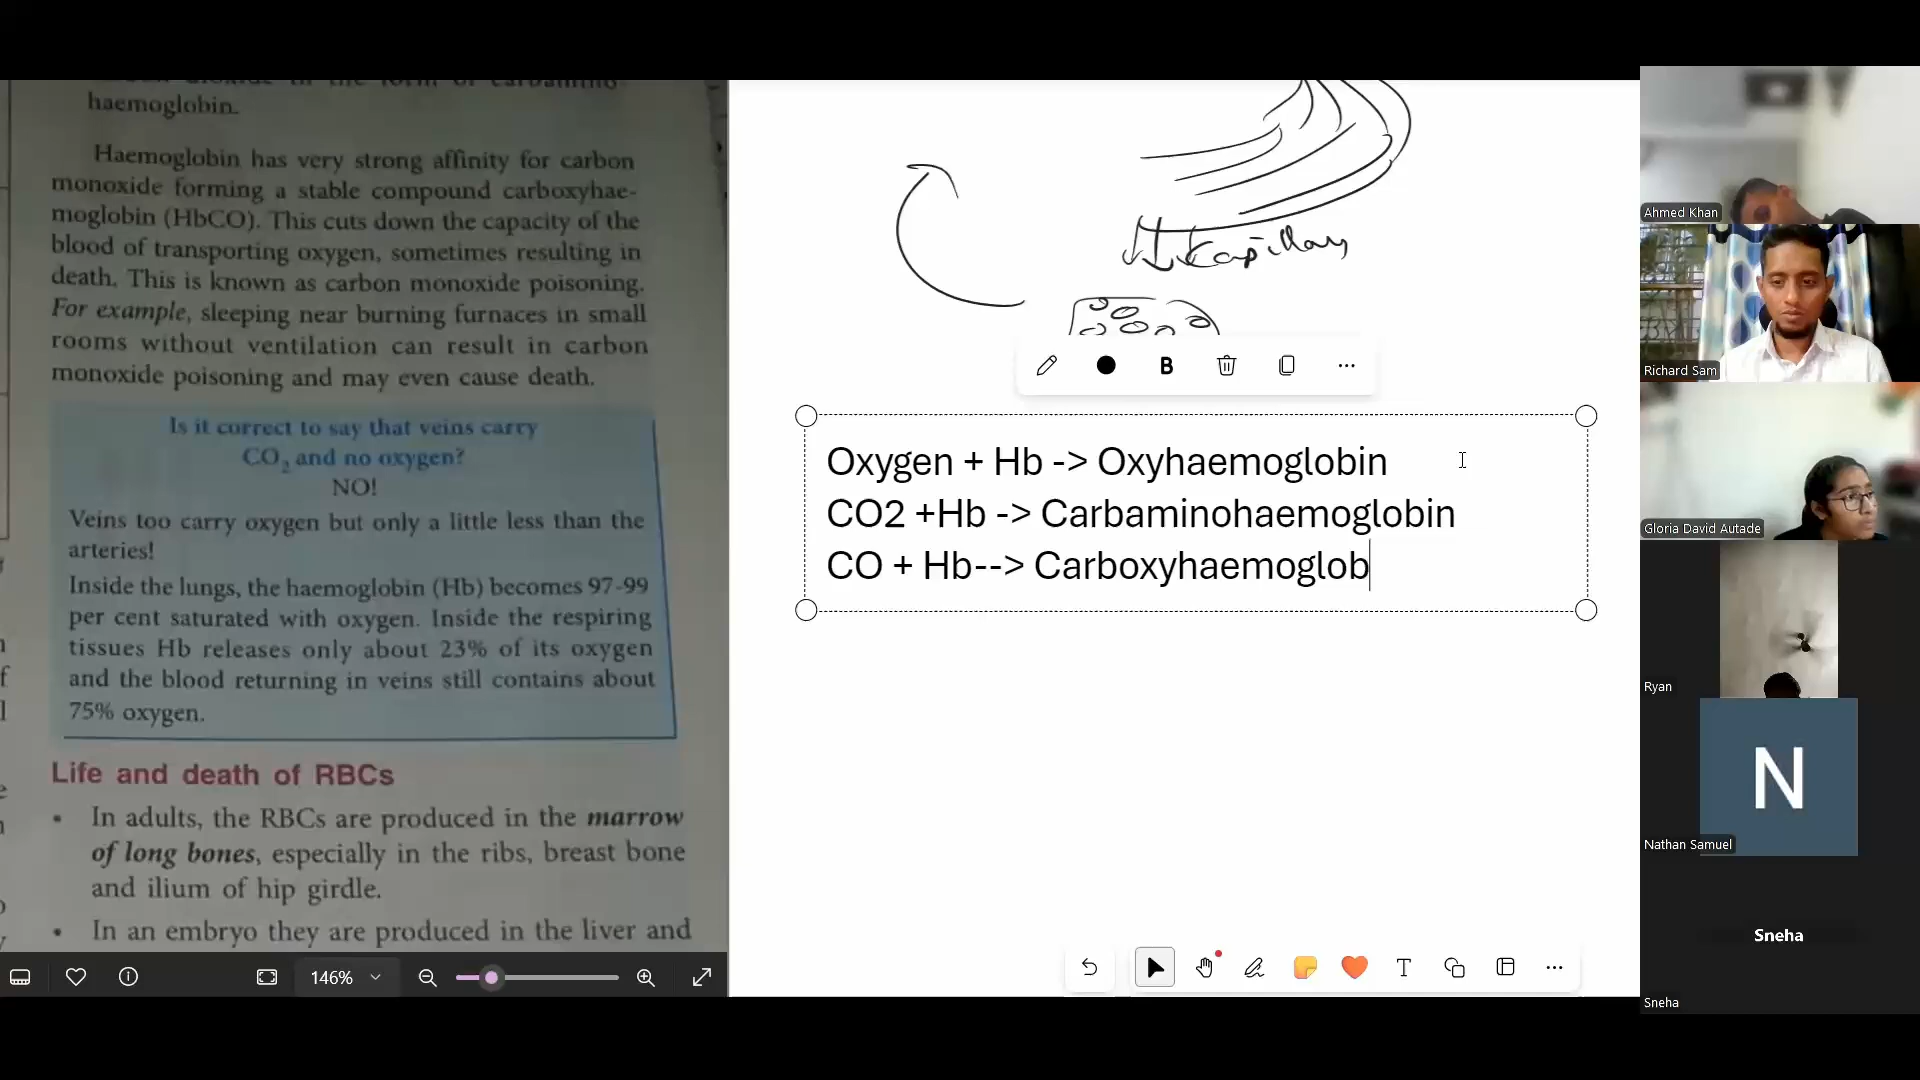 haemoglobin.
Haemoglobin has very strong affinity for carbon
monoxide forming a stable compound carboxyhae-
moglobin (HbCO). This cuts down the capacity of the
blood of transporting oxygen, sometimes resulting in
death. This is known as carbon monoxide poisoning.
For example, sleeping near burning furnaces in small
rooms without ventilation can result in carbon
monoxide poisoning and may even cause death.
Is it correct to say that veins carry
CO2 and no oxygen?
NO!
Veins too carry oxygen but only a little less than the
arteries!
Inside the lungs, the haemoglobin (Hb) becomes 97-99
per cent saturated with oxygen. Inside the respiring
tissues Hb releases only about 23% of its oxygen
and the blood returning in veins still contains about
75% oxygen.
Life and death of RBCs
• In adults, the RBCs are produced in the marrow
of long bones, especially in the ribs, breast bone
and ilium of hip girdle.
• In an embryo they are produced in the liver and
146%
Capillary
B
Oxygen + Hb -> Oxyhaemoglobin
CO2 +Hb -> Carbaminohaemoglobin
CO + Hb--> Carboxyhaemoglob
T
Ahmed Khan
Richard Sam
Gloria David Autade
Ryan
N
Nathan Samuel
Sneha
Sneha